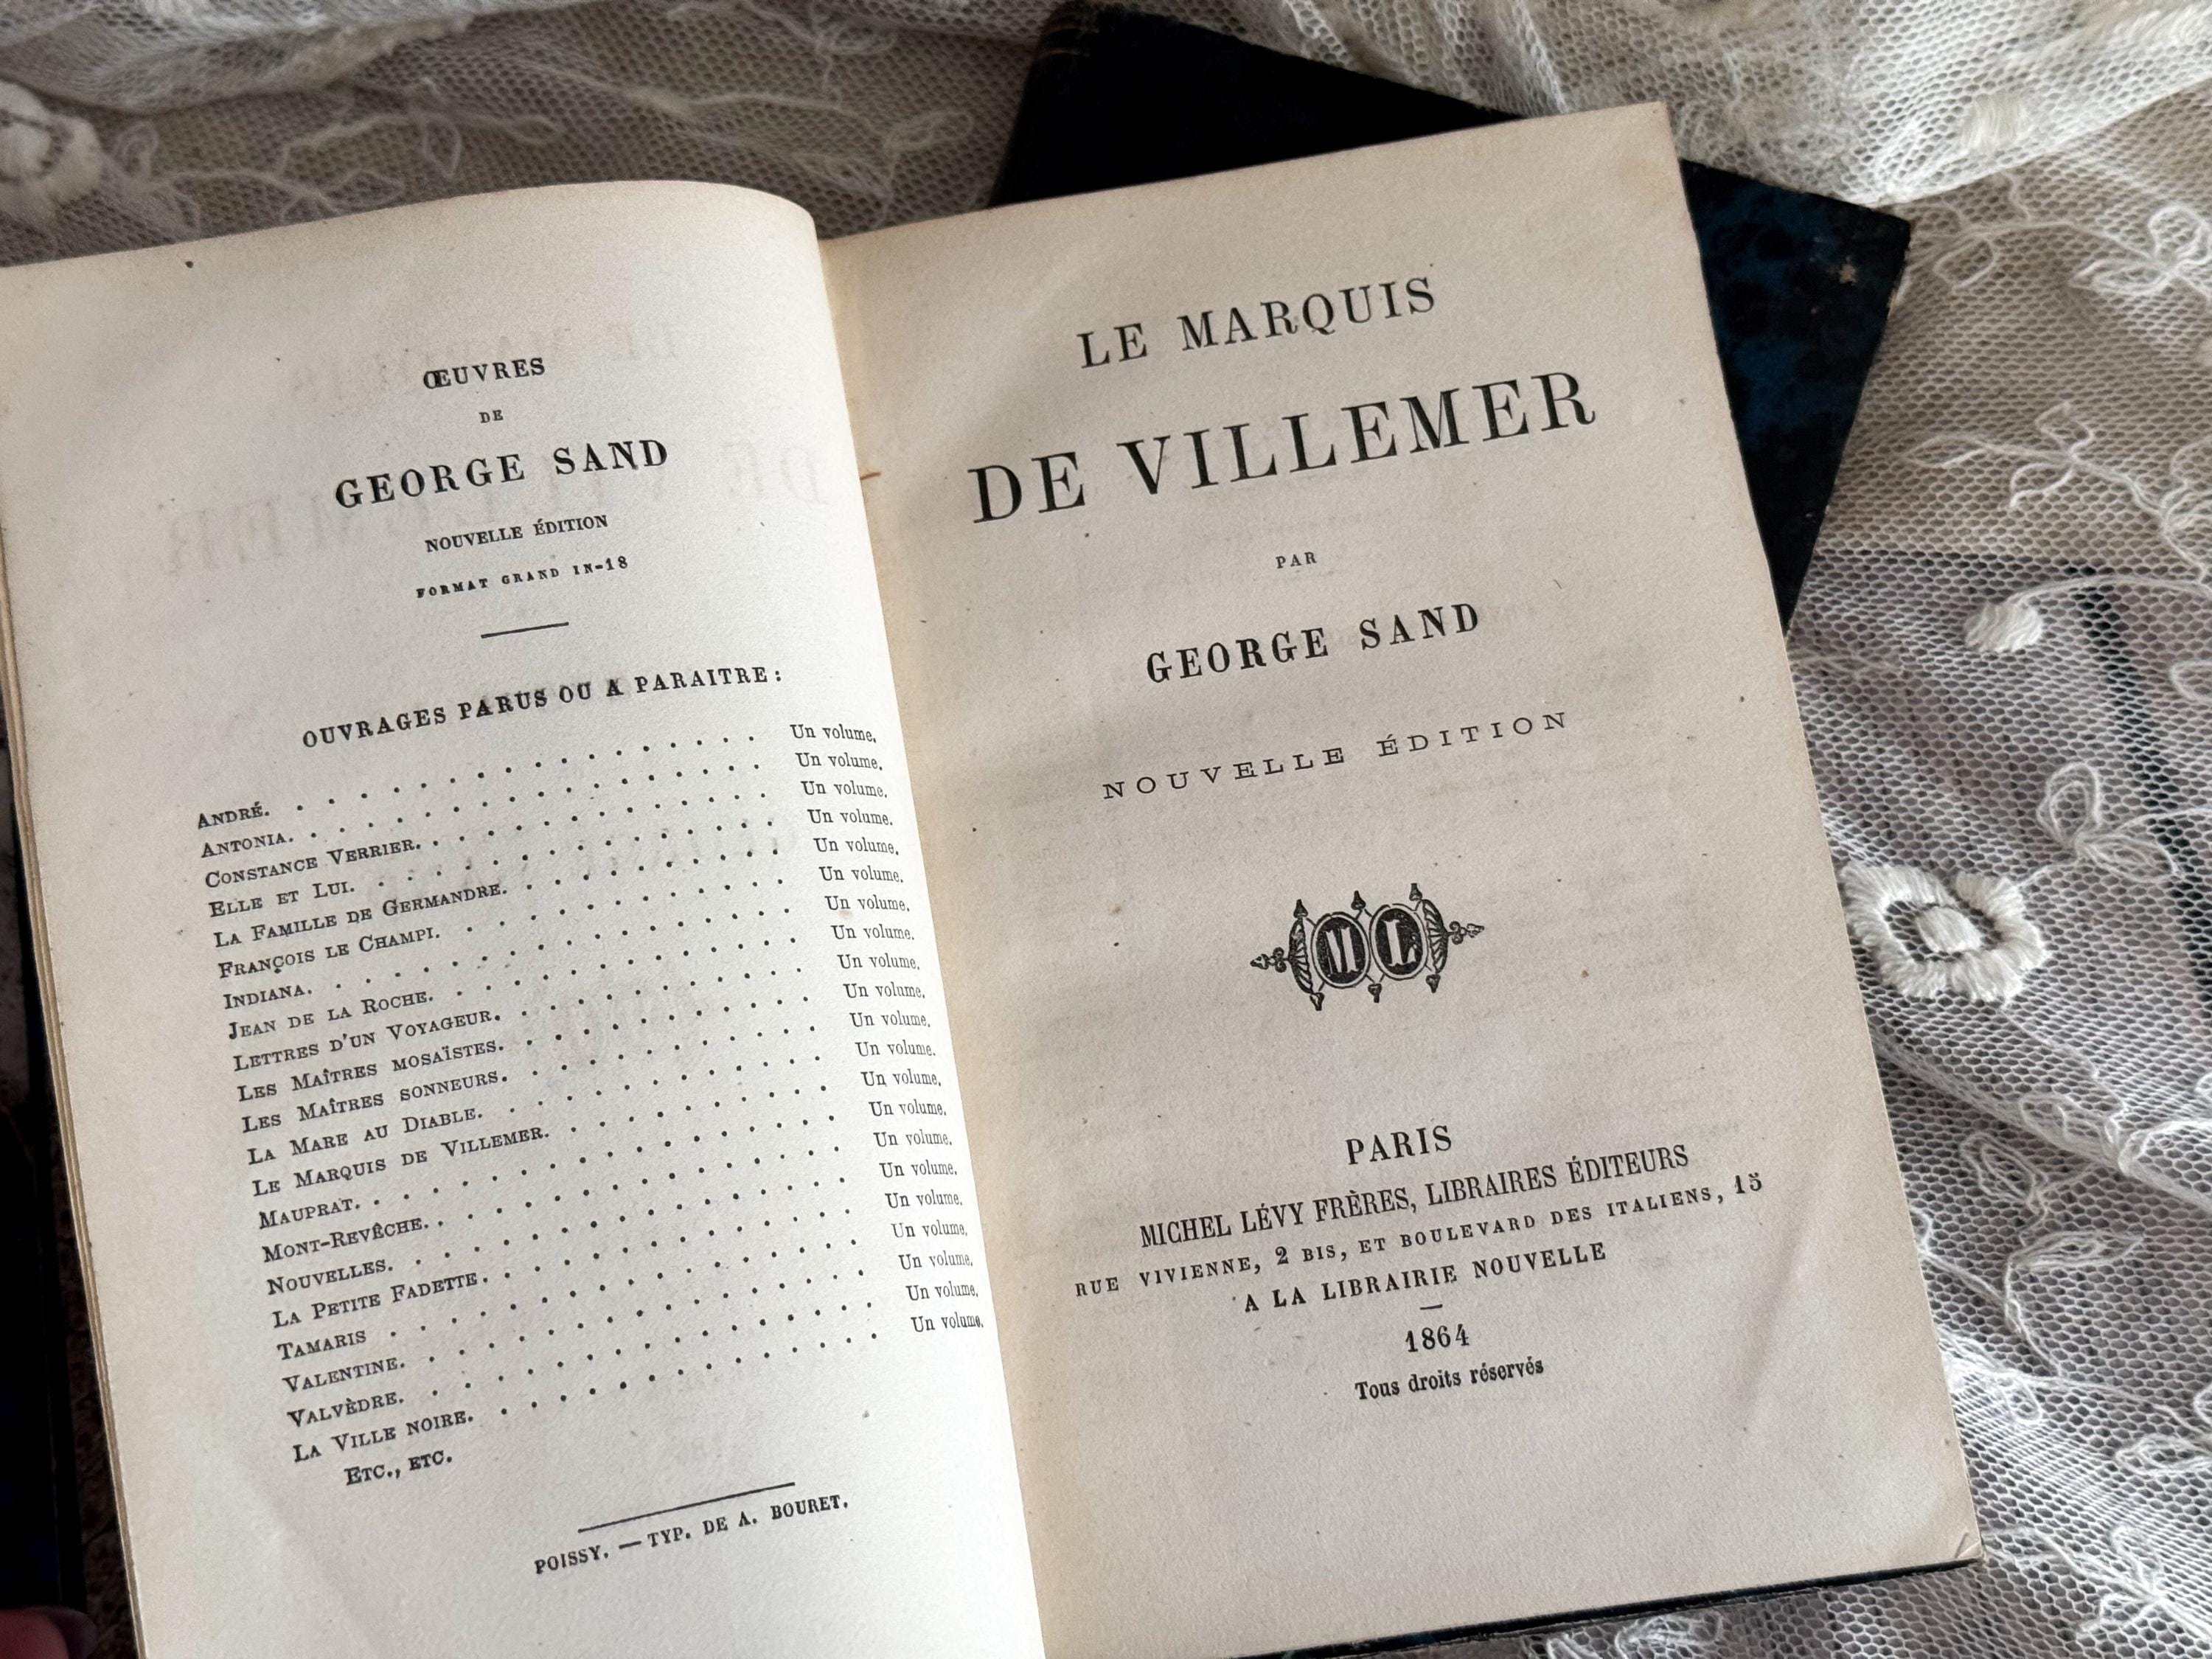 ŒUVRES
DE
GEORGE SAND
NOUVELLE ÉDITION
FORMAT GRAND IN-18
OUVRAGES PARUS OU A PARAITRE :
ANDRÉ. . . . . . . . . . . . . . . . . Un volume.
ANTONIA. . . . . . . . . . . . . . . . Un volume.
CONSTANCE VERRIER. . . . . . . . . . . Un volume.
ELLE ET LUI. . . . . . . . . . . . . . Un volume.
LA FAMILLE DE GERMANDRE. . . . . . . . Un volume.
FRANÇOIS LE CHAMPI. . . . . . . . . . Un volume.
INDIANA. . . . . . . . . . . . . . . . Un volume.
JEAN DE LA ROCHE. . . . . . . . . . . Un volume.
LETTRES D'UN VOYAGEUR. . . . . . . . . Un volume.
LES MAÎTRES MOSAÏSTES. . . . . . . . . Un volume.
LES MAÎTRES SONNEURS. . . . . . . . . Un volume.
LA MARE AU DIABLE. . . . . . . . . . . Un volume.
LE MARQUIS DE VILLEMER. . . . . . . . Un volume.
MAUPRAT. . . . . . . . . . . . . . . . Un volume.
MONT-REVÊCHE. . . . . . . . . . . . . Un volume.
NOUVELLES. . . . . . . . . . . . . . . Un volume.
LA PETITE FADETTE. . . . . . . . . . . Un volume.
TAMARIS . . . . . . . . . . . . . . . Un volume.
VALENTINE. . . . . . . . . . . . . . . Un volume.
VALVÈDRE. . . . . . . . . . . . . . . Un volume.
LA VILLE NOIRE. . . . . . . . . . . . Un volume.
ETC., ETC.
POISSY. — TYP. DE A. BOURET.
LE MARQUIS
DE VILLEMER
PAR
GEORGE SAND
NOUVELLE ÉDITION
ML
PARIS
MICHEL LÉVY FRÈRES, LIBRAIRES ÉDITEURS
RUE VIVIENNE, 2 BIS, ET BOULEVARD DES ITALIENS, 15
A LA LIBRAIRIE NOUVELLE
1864
Tous droits réservés